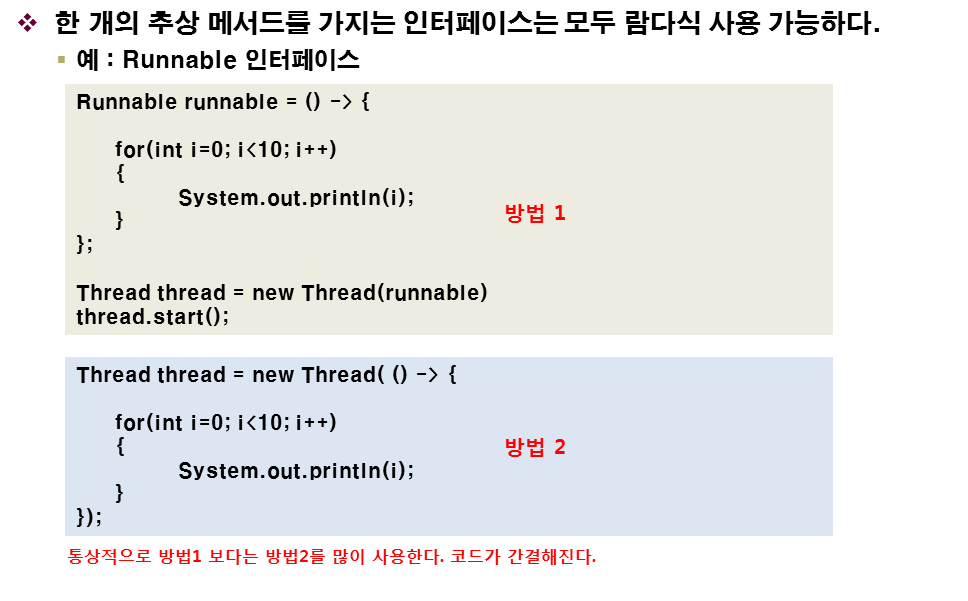 한 개의 추상 메서드를 가지는 인터페이스는 모두 람다식 사용 가능하다.
예 : Runnable 인터페이스
Runnable runnable = () -> {
for(int i=0; i<10; i++)
{
System.out.println(i);
}
};
방법 1
Thread thread = new Thread(runnable)
thread.start();
Thread thread = new Thread( () -> {
for(int i=0; i<10; i++)
{
System.out.println(i);
}
});
방법 2
통상적으로 방법1 보다는 방법2를 많이 사용한다. 코드가 간결해진다.